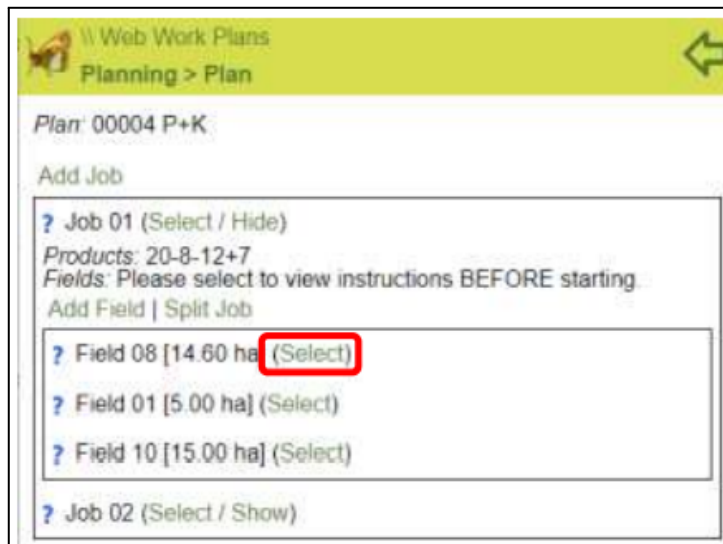 \\ Web Work Plans
Planning > Plan
Plan: 00004 P+K
Add Job
? Job 01 (Select / Hide)
Products: 20-8-12+7
Fields: Please select to view instructions BEFORE starting.
Add Field | Split Job
? Field 08 [14.60 ha (Select)
? Field 01 [5.00 ha] (Select)
? Field 10 [15.00 ha] (Select)
? Job 02 (Select / Show)